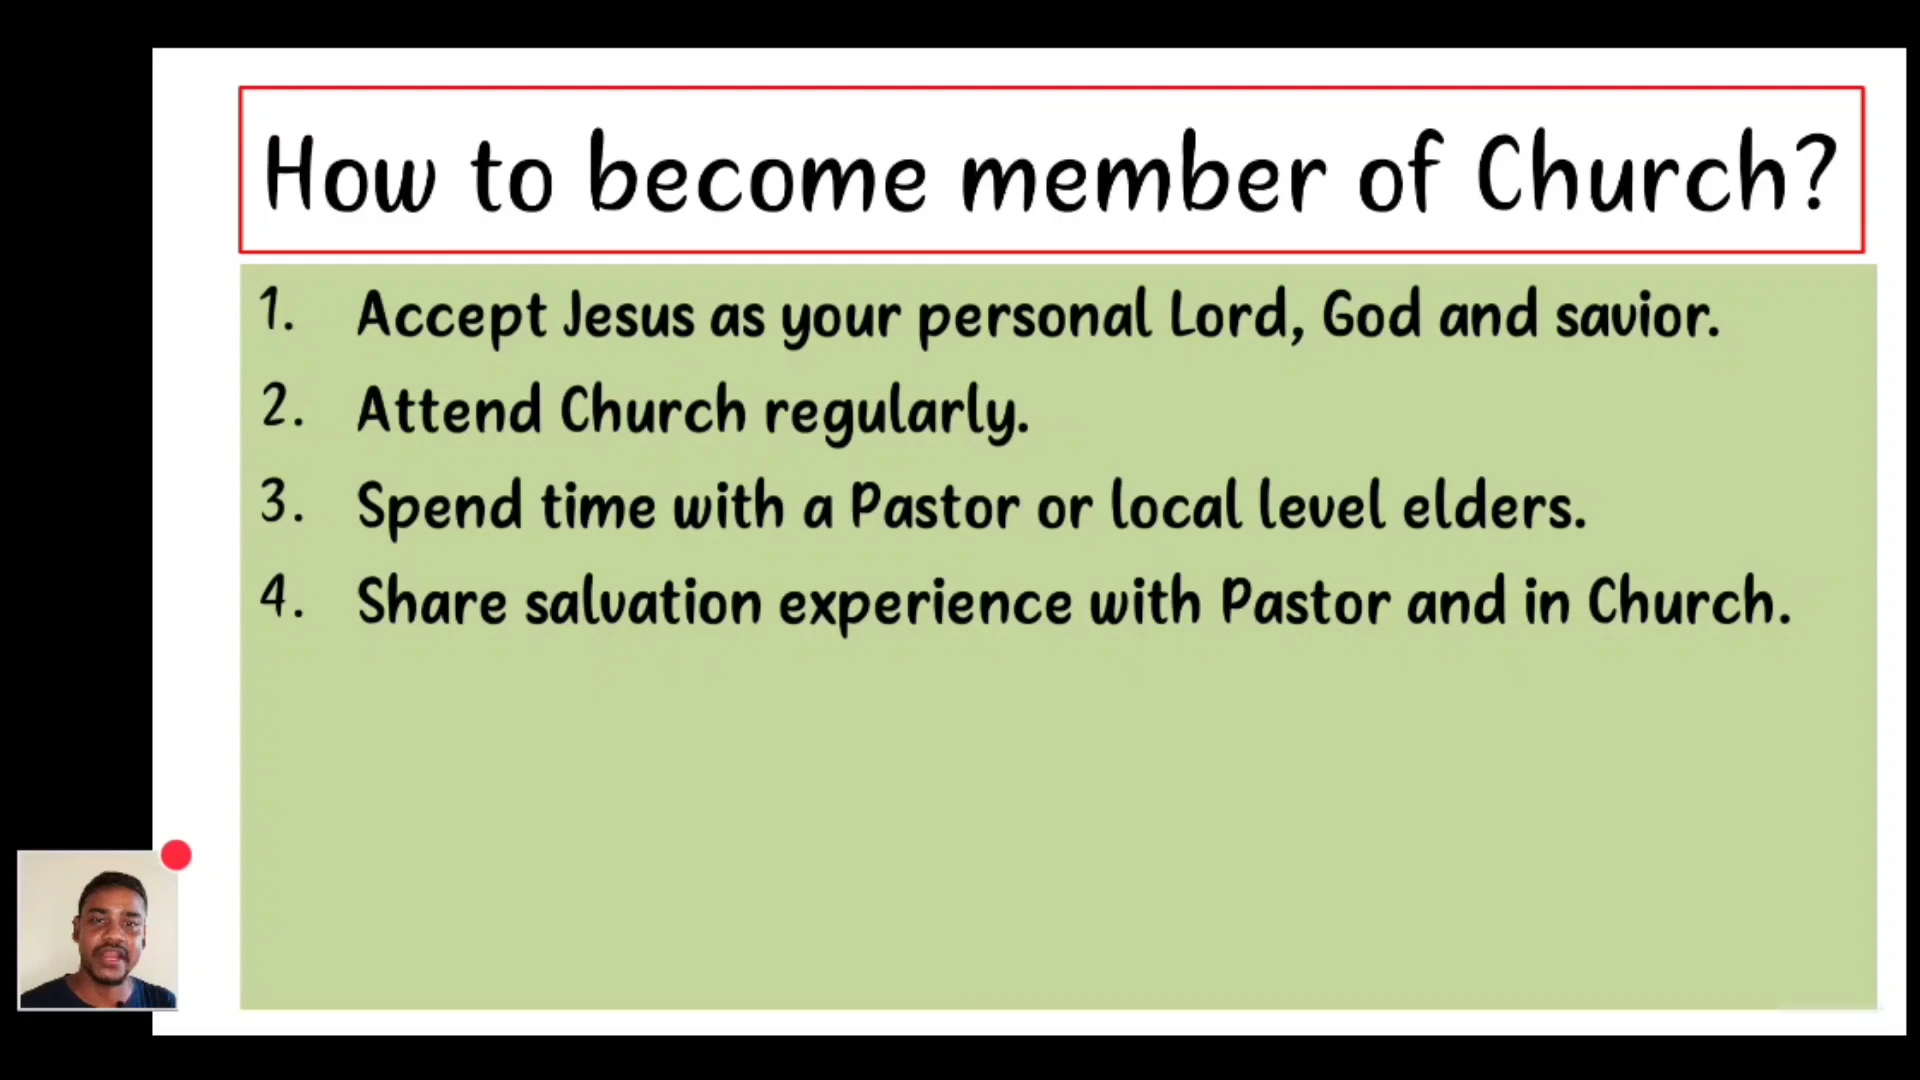 How to become member of Church?
1. Accept Jesus as your personal Lord, God and savior.
2. Attend Church regularly.
3. Spend time with a Pastor or local level elders.
4. Share salvation experience with Pastor and in Church.